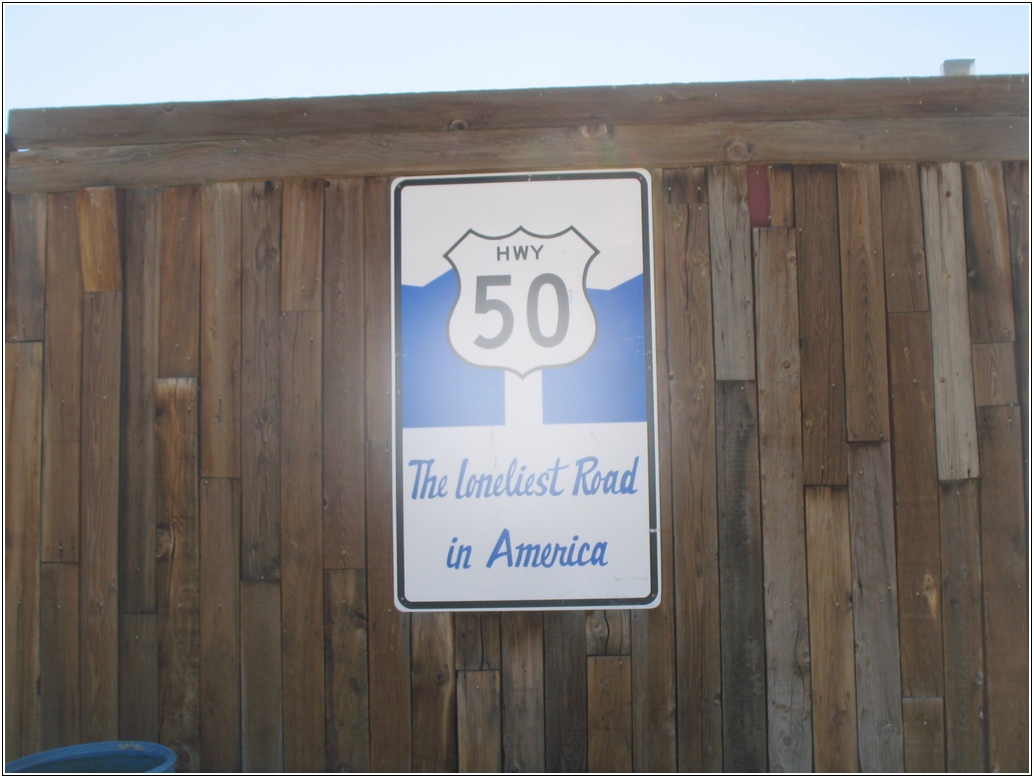 HWY
50
The loneliest Road
in America